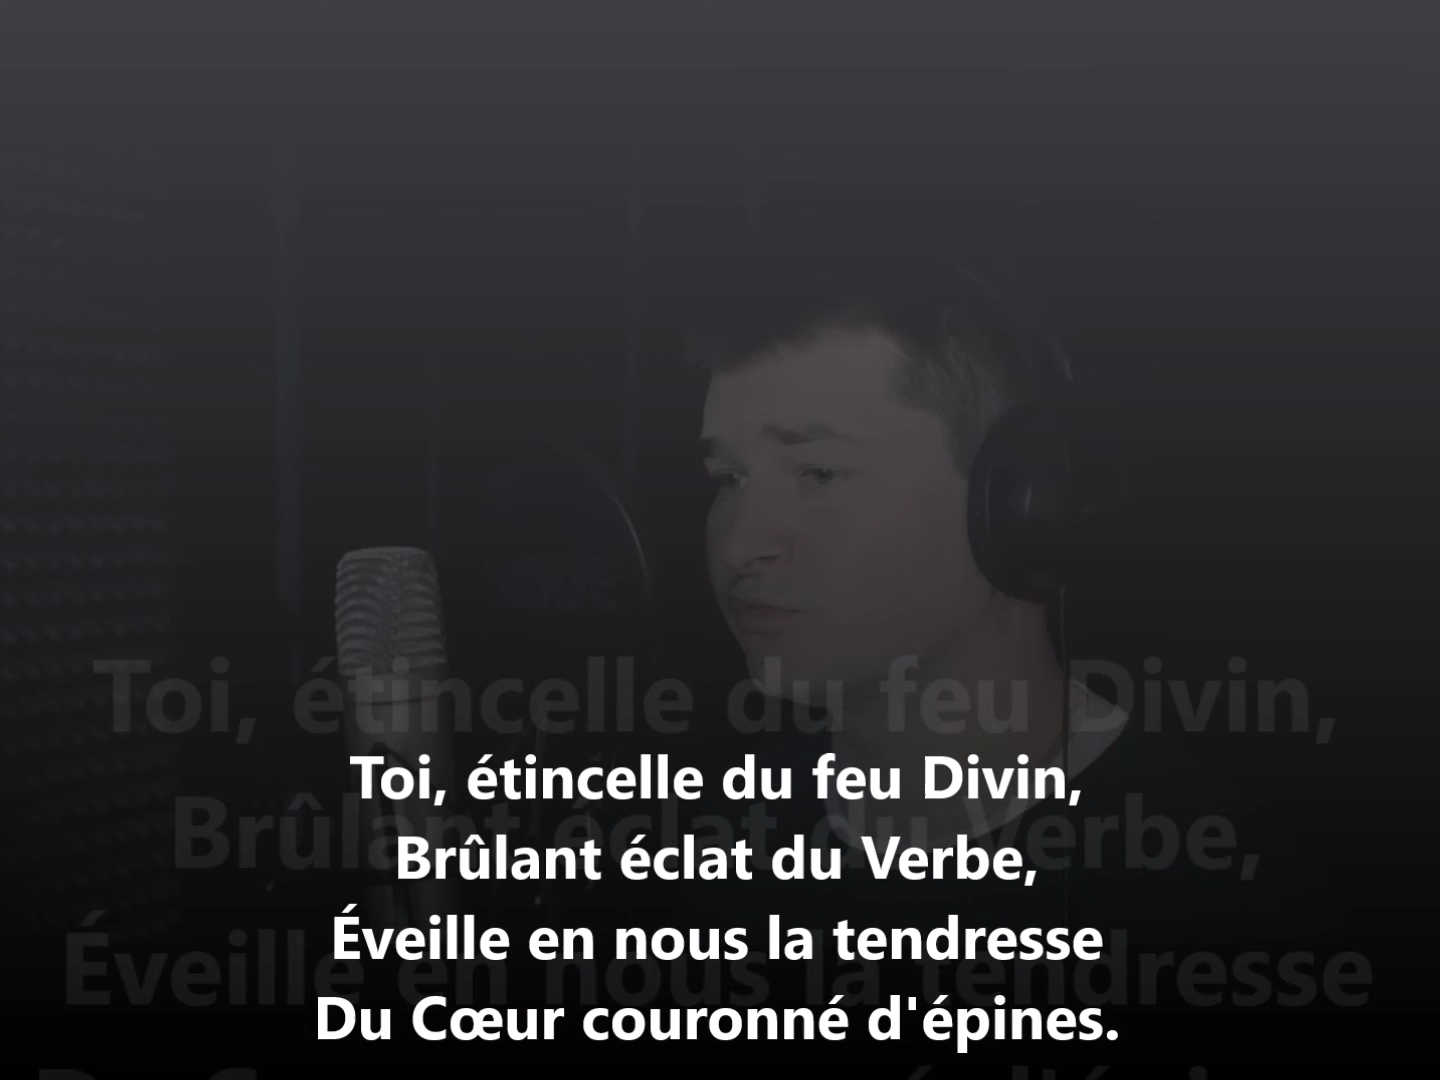 Toi, étincelle du feu Divin,
Brûlant éclat du Verbe,
Éveille en nous la tendresse
Du Cœur couronné d'épines.